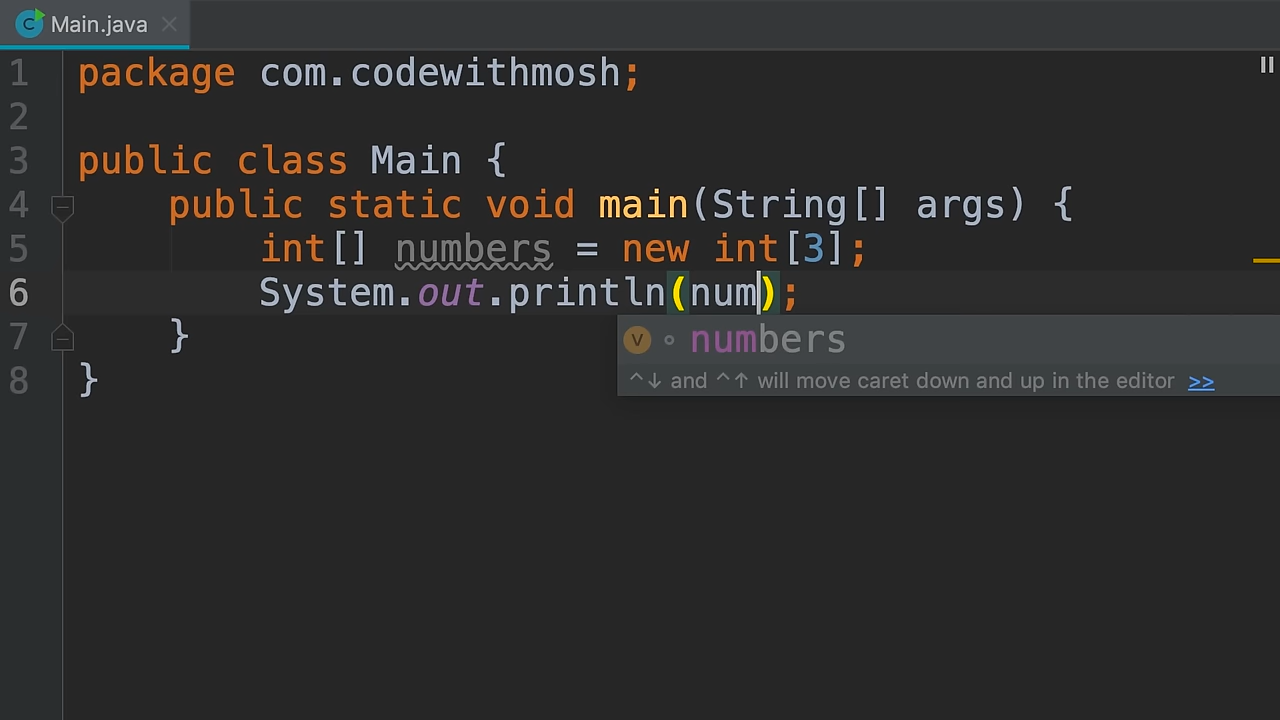 Main.java
1 package com.codewithmosh;
2
3 public class Main {
4 public static void main(String[] args) {
5 int[] numbers = new int[3];
6 System.out.println(num);
numbers
^↓ and ^↑ will move caret down and up in the editor >>
7 }
8 }